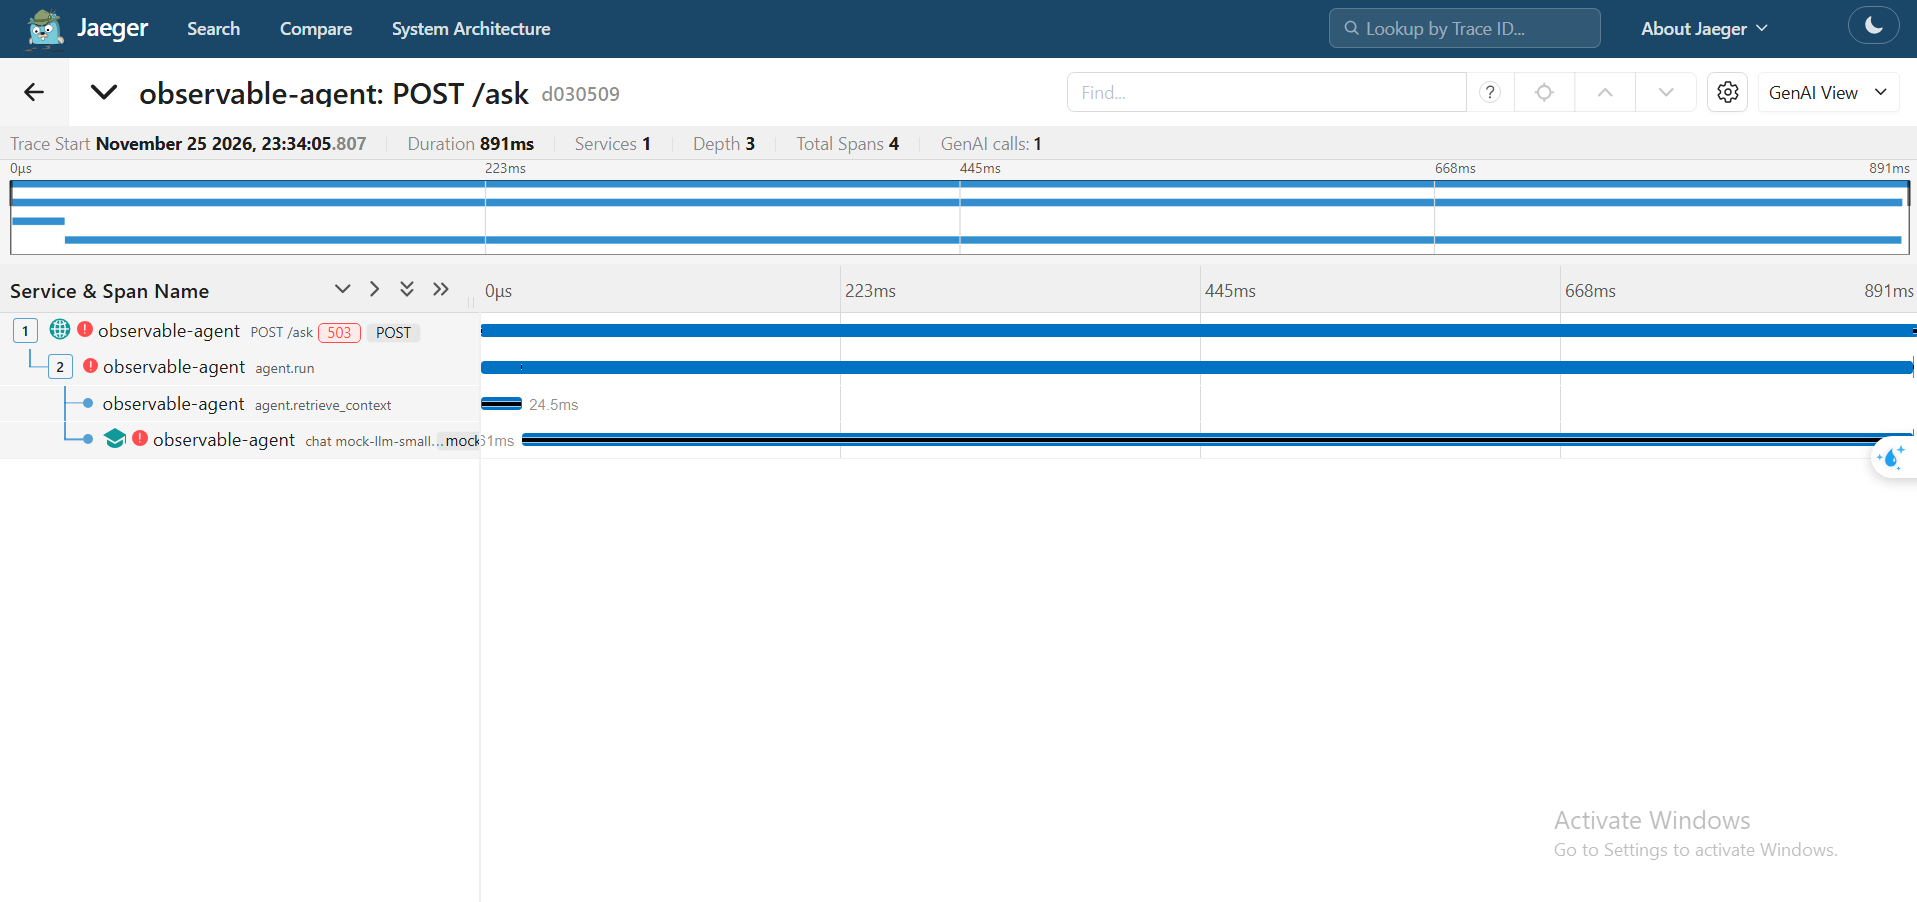 Jaeger Search Compare System Architecture Lookup by Trace ID... About Jaeger
observable-agent: POST /ask d030509 Find... ? GenAI View
Trace Start November 25 2026, 23:34:05.807 Duration 891ms Services 1 Depth 3 Total Spans 4 GenAI calls: 1
0μs 223ms 445ms 668ms 891ms
Service & Span Name 0μs 223ms 445ms 668ms 891ms
1 observable-agent POST /ask 503 POST
2 observable-agent agent.run
observable-agent agent.retrieve_context 24.5ms
observable-agent chat mock-llm-small... mock 61ms
Activate Windows
Go to Settings to activate Windows.